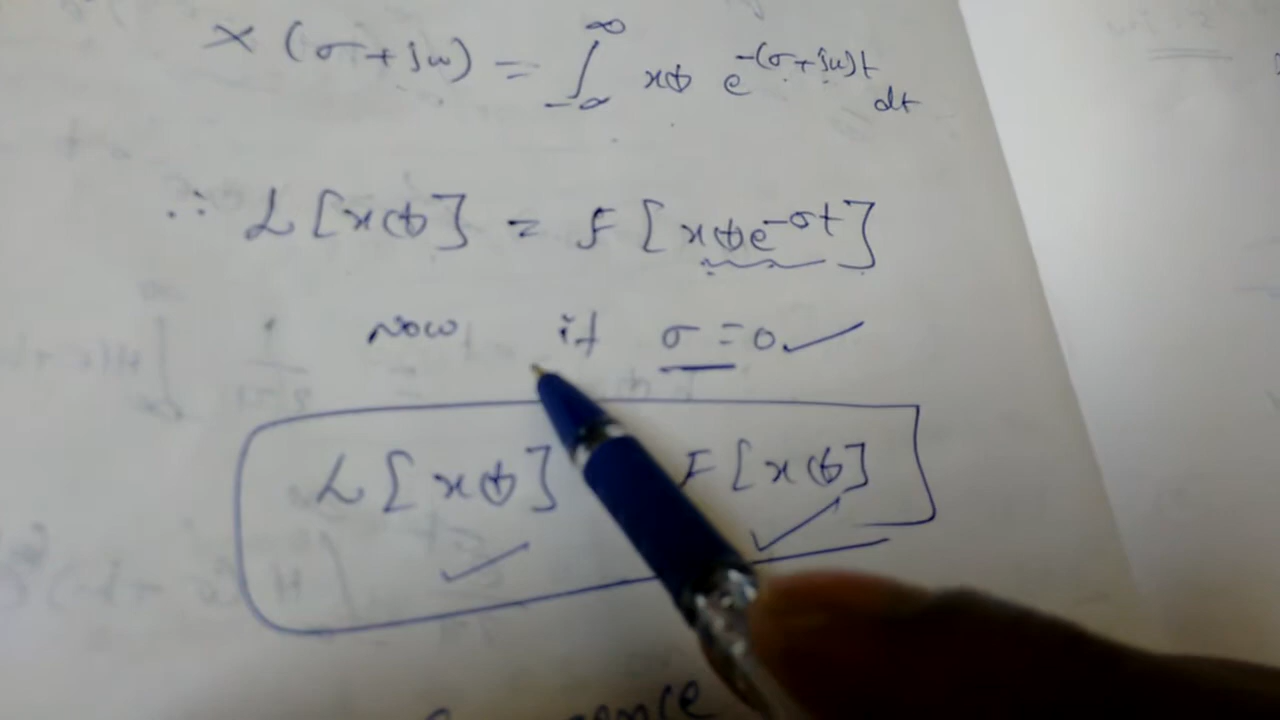 X (σ+jω) = ∫_{-∞}^{∞} x(t) e^{-(σ+jω)t} dt
∴ L[x(t)] = F[x(t)e^{-σt}]
Now if σ=0 ✓
L[x(t)] F[x(t)]